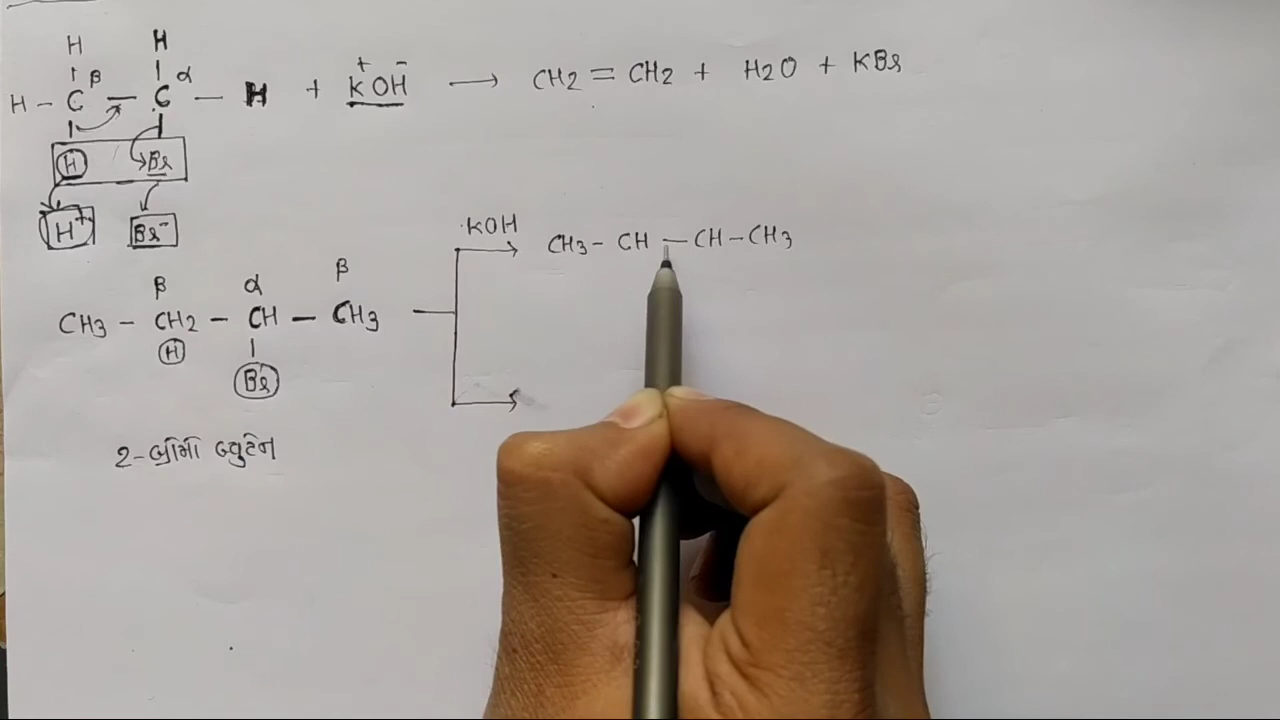 H H
β α
H - C - C - H + K⁺OH⁻ → CH2 = CH2 + H2O + KBr
H Br
H⁺ Br⁻
KOH
CH3 - CH - CH - CH3
β α β
CH3 - CH2 - CH - CH3
H Br
2-બ્રોમો બ્યુટેન